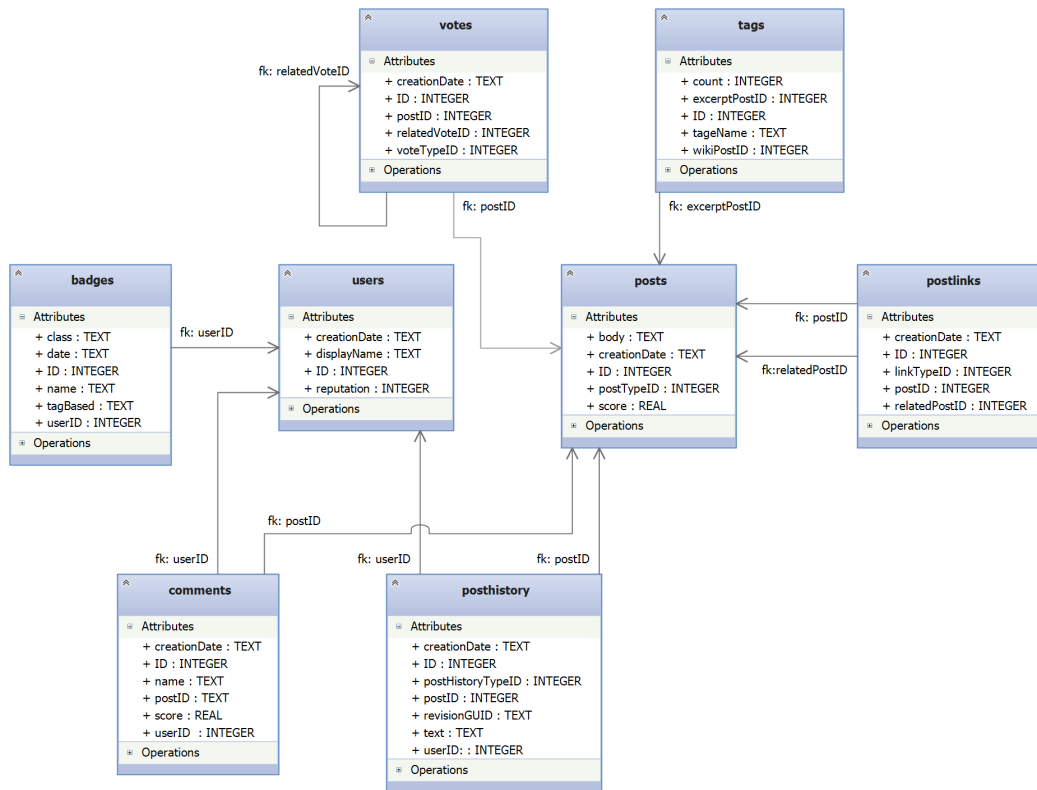 votes
Attributes
+ creationDate : TEXT
+ ID : INTEGER
+ postID : INTEGER
+ relatedVoteID : INTEGER
+ voteTypeID : INTEGER
Operations
tags
Attributes
+ count : INTEGER
+ excerptPostID : INTEGER
+ ID : INTEGER
+ tageName : TEXT
+ wikiPostID : INTEGER
Operations
fk: relatedVoteID
fk: postID
fk: excerptPostID
badges
Attributes
+ class : TEXT
+ date : TEXT
+ ID : INTEGER
+ name : TEXT
+ tagBased : TEXT
+ userID : INTEGER
Operations
fk: userID
users
Attributes
+ creationDate : TEXT
+ displayName : TEXT
+ ID : INTEGER
+ reputation : INTEGER
Operations
posts
Attributes
+ body : TEXT
+ creationDate : TEXT
+ ID : INTEGER
+ postTypeID : INTEGER
+ score : REAL
Operations
fk: postID
fk:relatedPostID
postlinks
Attributes
+ creationDate : TEXT
+ ID : INTEGER
+ linkTypeID : INTEGER
+ postID : INTEGER
+ relatedPostID : INTEGER
Operations
fk: postID
fk: userID
fk: userID
fk: postID
comments
Attributes
+ creationDate : TEXT
+ ID : INTEGER
+ name : TEXT
+ postID : TEXT
+ score : REAL
+ userID : INTEGER
Operations
posthistory
Attributes
+ creationDate : TEXT
+ ID : INTEGER
+ postHistoryTypeID : INTEGER
+ postID : INTEGER
+ revisionGUID : TEXT
+ text : TEXT
+ userID: : INTEGER
Operations